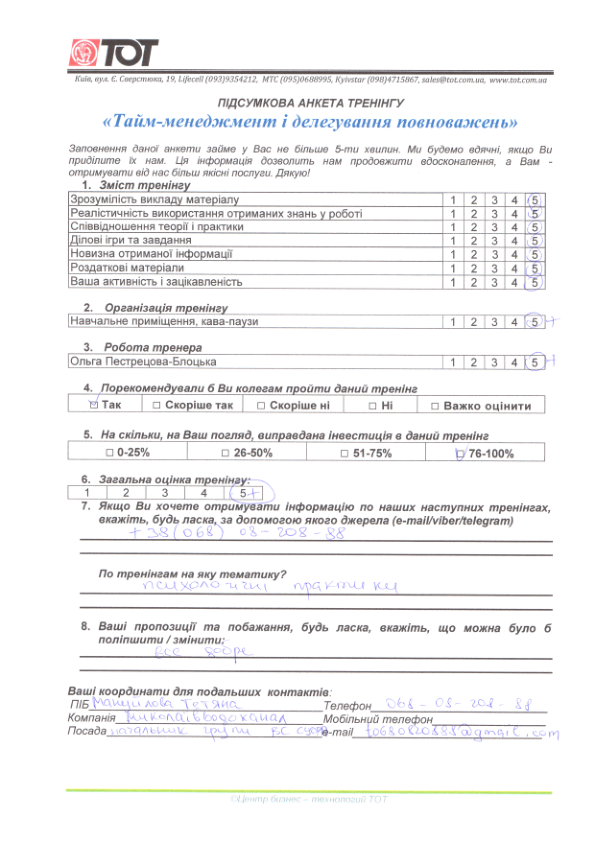 ТОТ
Київ, вул. Є. Сверстюка, 19, Lifecell (093)9354212, МТС (095)0688995, Kyivstar (098)4715867, sales@tot.com.ua, www.tot.com.ua
ПІДСУМКОВА АНКЕТА ТРЕНІНГУ
«Тайм-менеджмент і делегування повноважень»
Заповнення даної анкети займе у Вас не більше 5-ти хвилин. Ми будемо вдячні, якщо Ви
приділите їх нам. Ця інформація дозволить нам продовжити вдосконалення, а Вам -
отримувати від нас більш якісні послуги. Дякую!
1. Зміст тренінгу
Зрозумілість викладу матеріалу 1 2 3 4 5
Реалістичність використання отриманих знань у роботі 1 2 3 4 5
Співвідношення теорії і практики 1 2 3 4 5
Ділові ігри та завдання 1 2 3 4 5
Новизна отриманої інформації 1 2 3 4 5
Роздаткові матеріали 1 2 3 4 5
Ваша активність і зацікавленість 1 2 3 4 5
2. Організація тренінгу
Навчальне приміщення, кава-паузи 1 2 3 4 5 +
3. Робота тренера
Ольга Пестрецова-Блоцька 1 2 3 4 5 +
4. Порекомендували б Ви колегам пройти даний тренінг
Так Скоріше так Скоріше ні Ні Важко оцінити
5. На скільки, на Ваш погляд, виправдана інвестиція в даний тренінг
0-25% 26-50% 51-75% 76-100%
6. Загальна оцінка тренінгу:
1 2 3 4 5+
7. Якщо Ви хочете отримувати інформацію по наших наступних тренінгах,
вкажіть, будь ласка, за допомогою якого джерела (e-mail/viber/telegram)
+38(068) 08-208-88
По тренінгам на яку тематику?
психологічні практики
8. Ваші пропозиції та побажання, будь ласка, вкажіть, що можна було б
поліпшити / змінити:
все добре
Ваші координати для подальших контактів:
ПІБ Мануйлова Тетяна Телефон 068-08-208-88
Компанія Миколаївводоканал Мобільний телефон
Посада начальник групи ВС e-mail t0680820888@gmail.com
©Центр бизнес – технологий ТОТ